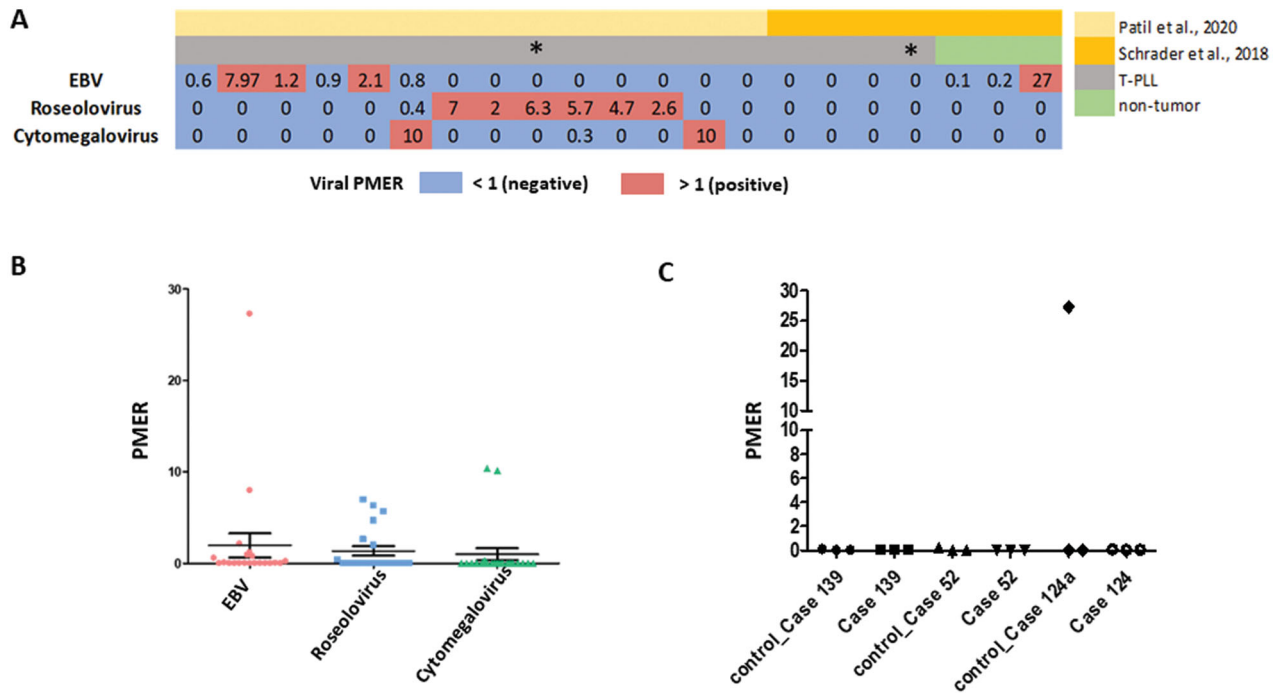 A
Patil et al., 2020
Schrader et al., 2018
* * T-PLL
non-tumor
EBV 0.6 7.97 1.2 0.9 2.1 0.8 0 0 0 0 0 0 0 0 0 0 0 0 0.1 0.2 27
Roseolovirus 0 0 0 0 0 0.4 7 2 6.3 5.7 4.7 2.6 0 0 0 0 0 0 0 0 0
Cytomegalovirus 0 0 0 0 0 10 0 0 0 0.3 0 0 10 0 0 0 0 0 0 0 0
Viral PMER < 1 (negative) > 1 (positive)
B
PMER
30
20
10
0
EBV
Roseolovirus
Cytomegalovirus
C
PMER
30
25
20
15
10
10
8
6
4
2
0
control_Case 139
Case 139
control_Case 52
Case 52
control_Case 124a
Case 124